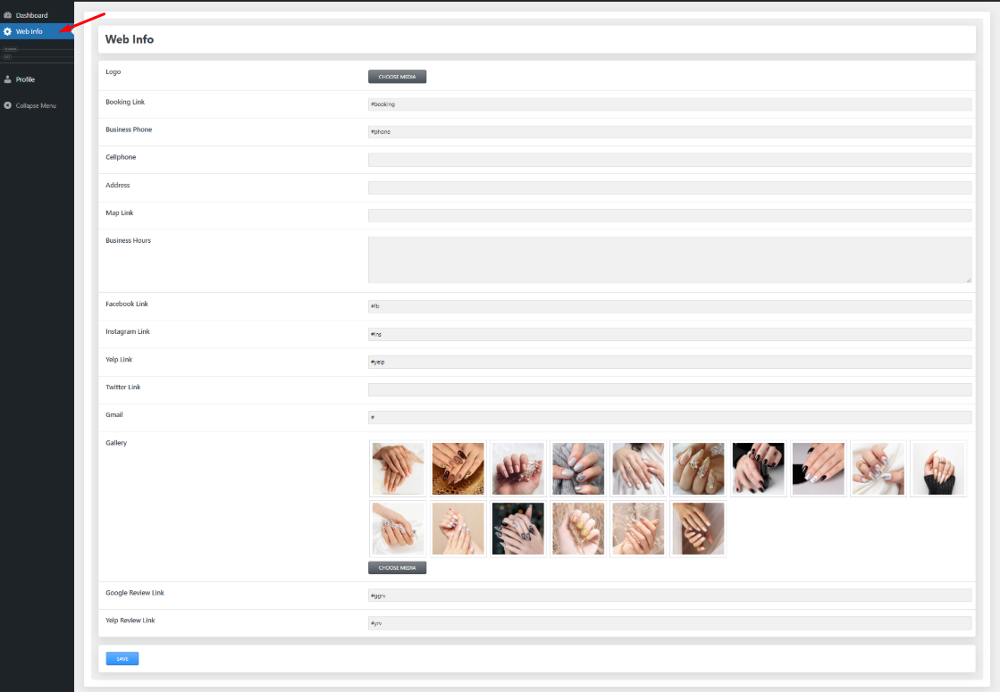 Dashboard
Web Info
Profile
Collapse Menu
Web Info
Logo
CHOOSE MEDIA
Booking Link
#booking
Business Phone
#phone
Cellphone
Address
Map Link
Business Hours
Facebook Link
#fb
Instagram Link
#ins
Yelp Link
#yelp
Twitter Link
Gmail
#
Gallery
CHOOSE MEDIA
Google Review Link
#ggrv
Yelp Review Link
#yrv
SAVE